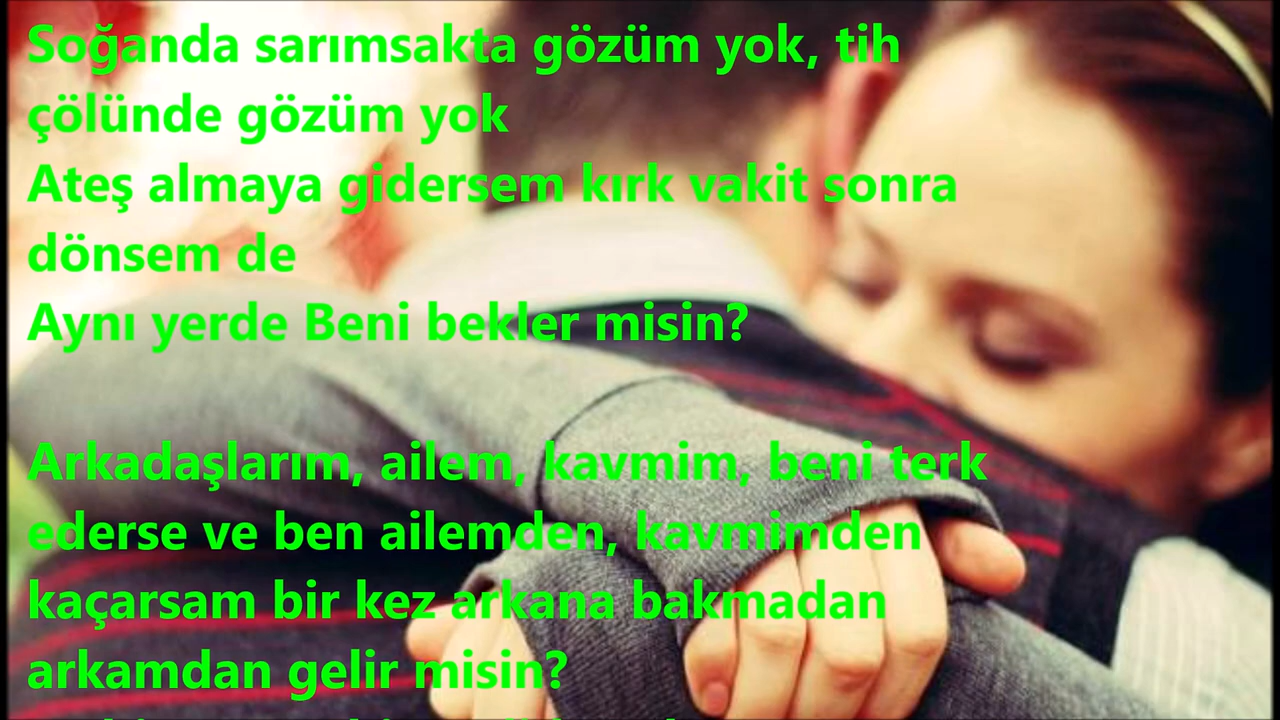 Soğanda sarımsakta gözüm yok, tih
çölünde gözüm yok
Ateş almaya gidersem kırk vakit sonra
dönsem de
Aynı yerde Beni bekler misin?
Arkadaşlarım, ailem, kavmim, beni terk
ederse ve ben ailemden, kavmimden
kaçarsam bir kez arkana bakmadan
arkamdan gelir misin?